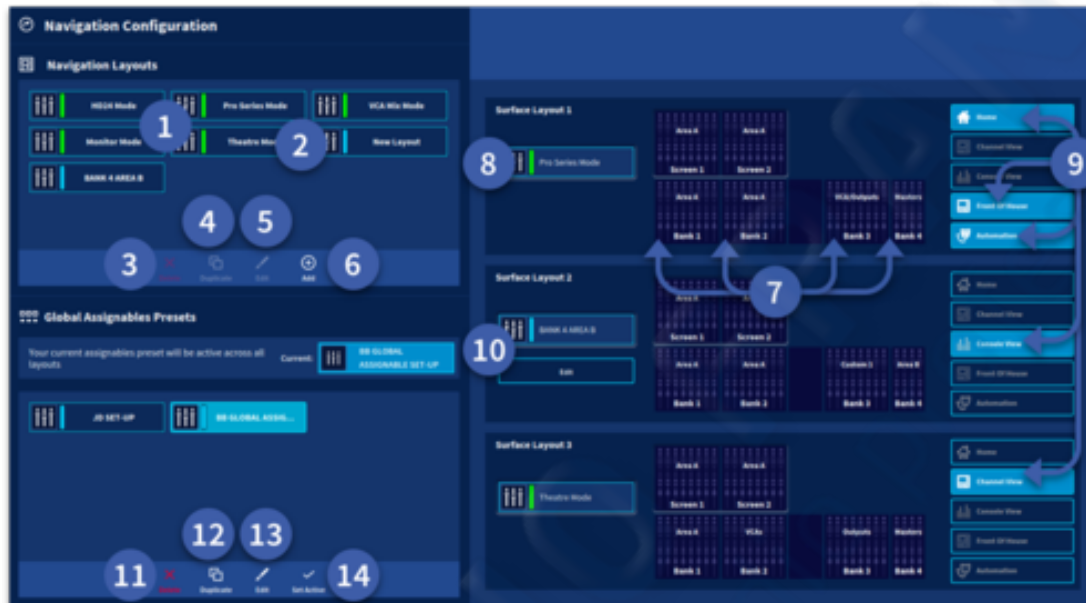 Navigation Configuration
Navigation Layouts
HD24 Mode
Pro Series Mode
VCA Mix Mode
1
Monitor Mode
Theatre Mo
2
New Layout
BANK 4 AREA B
4
5
3
Duplicate
Edit
Add
6
Global Assignables Presets
Your current assignables preset will be active across all
layouts
Current:
BB GLOBAL
ASSIGNABLE SET-UP
JD SET-UP
BB GLOBAL ASSIG...
12
13
11
Delete
Duplicate
Edit
Set Active
14
Surface Layout 1
8
Pro Series Mode
Area A
Area A
Screen 1
Screen 2
Area A
Area A
VCA/Outputs
Masters
Bank 1
Bank 2
Bank 3
Bank 4
7
Home
Channel View
Console View
9
Front Of House
Automation
Surface Layout 2
10
BANK 4 AREA B
Edit
Area A
Screen 1
Screen 2
Area A
Area A
Custom 1
Area B
Bank 1
Bank 2
Bank 3
Bank 4
Home
Channel View
Console View
Front Of House
Automation
Surface Layout 3
Theatre Mode
Area A
Area A
Screen 1
Screen 2
Area A
VCAs
Outputs
Masters
Bank 1
Bank 2
Bank 3
Bank 4
Home
Channel View
Console View
Front Of House
Automation